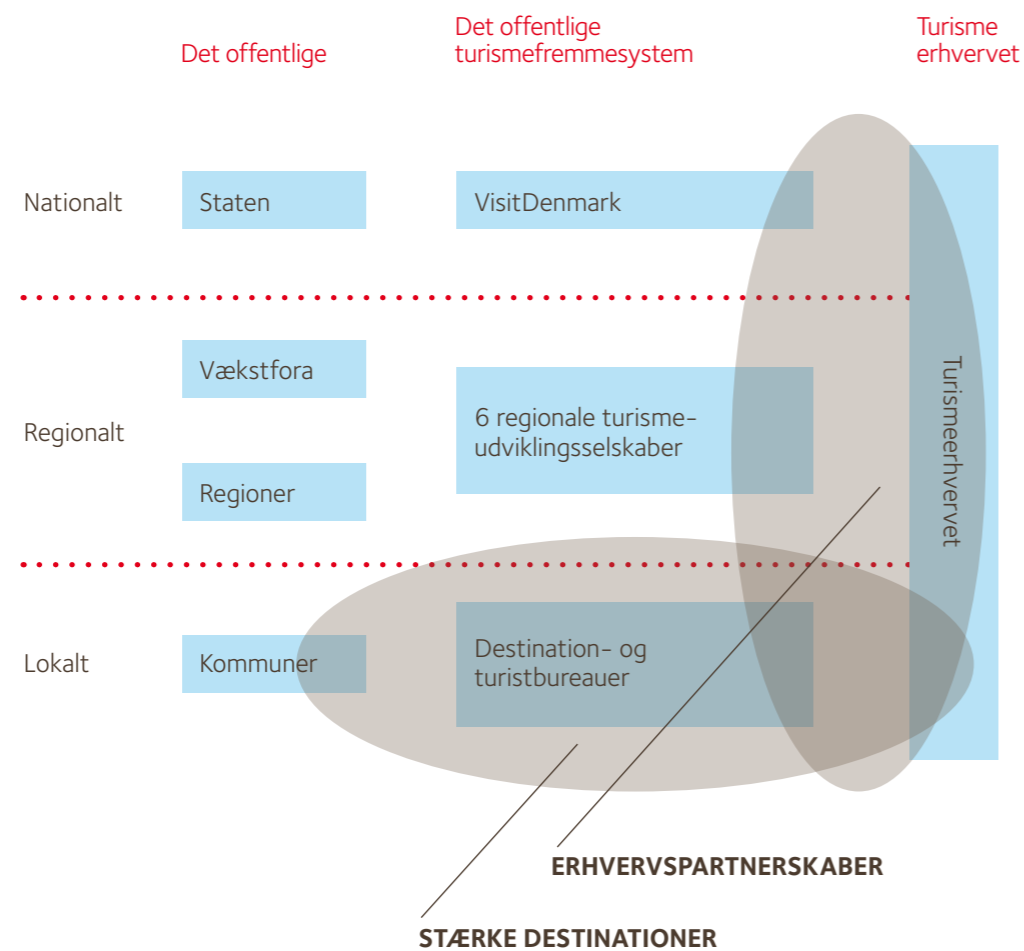 Det offentlige
Det offentlige
turismefremmesystem
Turisme
erhvervet
Nationalt
Staten
VisitDenmark
Vækstfora
Regionalt
6 regionale turisme-
udviklingsselskaber
Regioner
Turismeerhvervet
Lokalt
Kommuner
Destination- og
turistbureauer
ERHVERVSPARTNERSKABER
STÆRKE DESTINATIONER